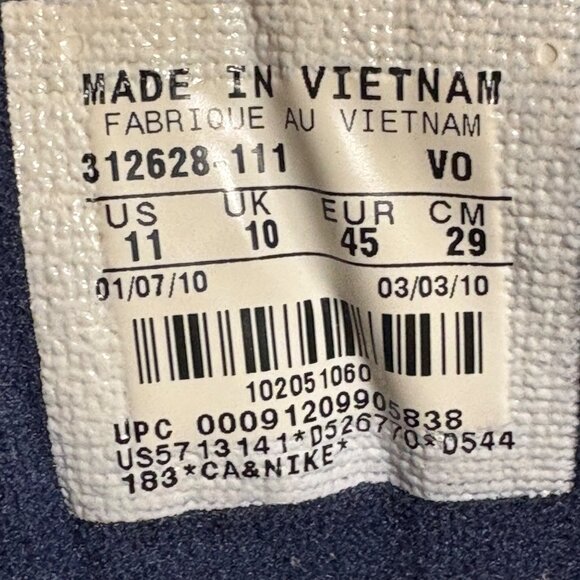 MADE IN VIETNAM
FABRIQUE AU VIETNAM
312628-111 VO
US UK EUR CM
11 10 45 29
01/07/10 03/03/10
102051060
UPC 00091209905838
US5713141*D526770*D544
183*CA&NIKE*